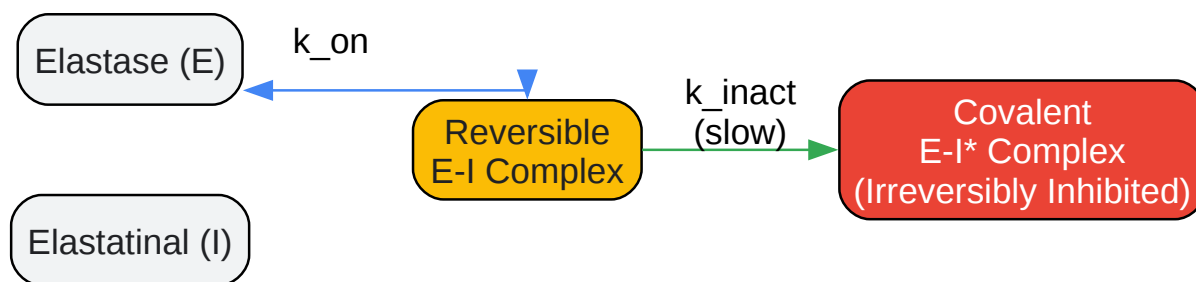 Elastase (E)
k_on
Reversible
E-I Complex
k_inact
(slow)
Covalent
E-I* Complex
(Irreversibly Inhibited)
Elastatinal (I)